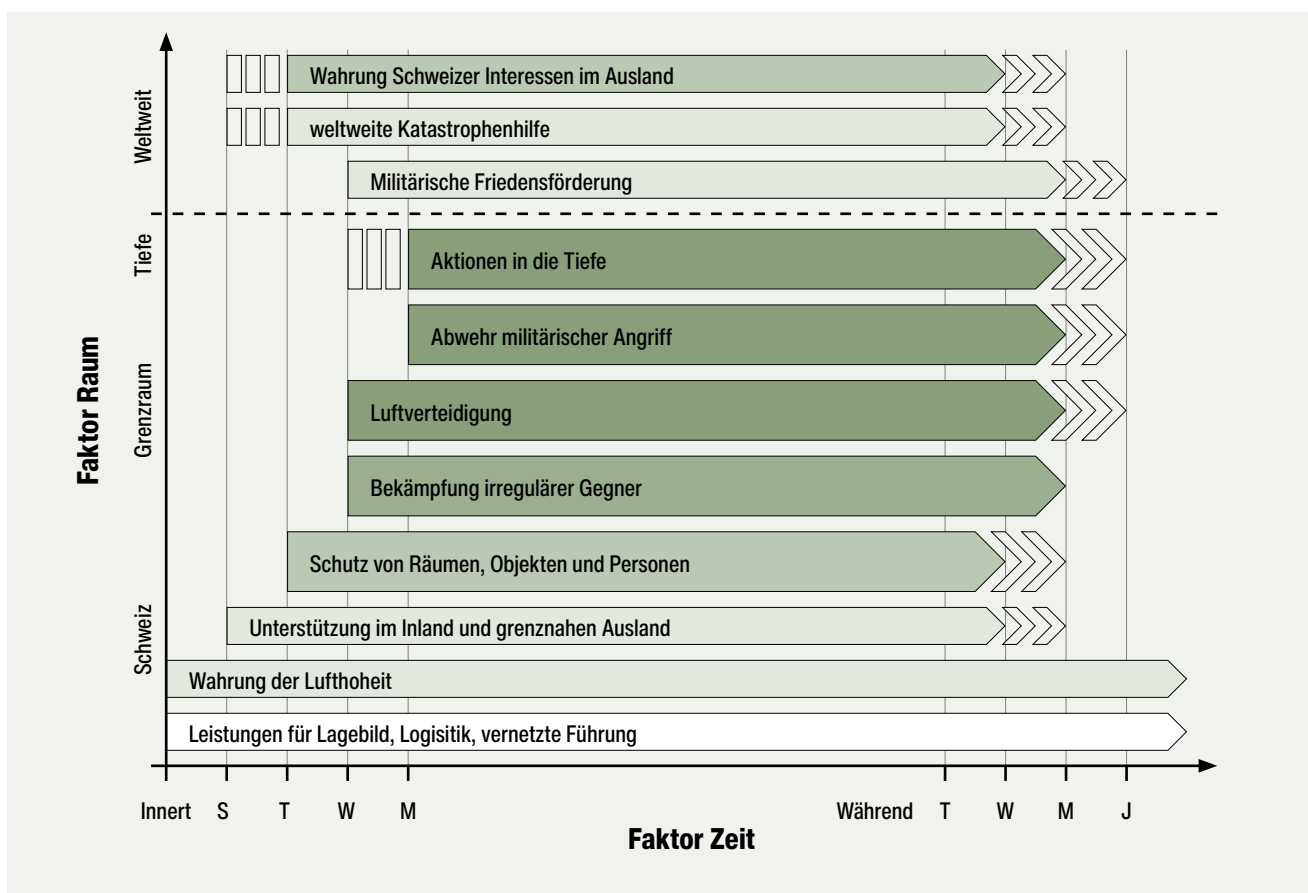 Wahrung Schweizer Interessen im Ausland
weltweite Katastrophenhilfe
Militärische Friedensförderung
Aktionen in die Tiefe
Abwehr militärischer Angriff
Luftverteidigung
Bekämpfung irregulärer Gegner
Schutz von Räumen, Objekten und Personen
Unterstützung im Inland und grenznahen Ausland
Wahrung der Lufthoheit
Leistungen für Lagebild, Logisitik, vernetzte Führung
Weltweit
Tiefe
Grenzraum
Schweiz
Faktor Raum
Innert S T W M Während T W M J
Faktor Zeit